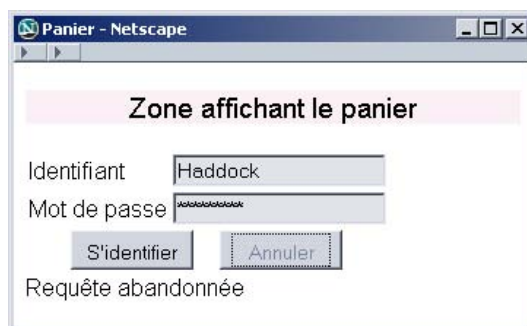 Panier - Netscape
Zone affichant le panier
Identifiant Haddock
Mot de passe **********
S'identifier Annuler
Requête abandonnée